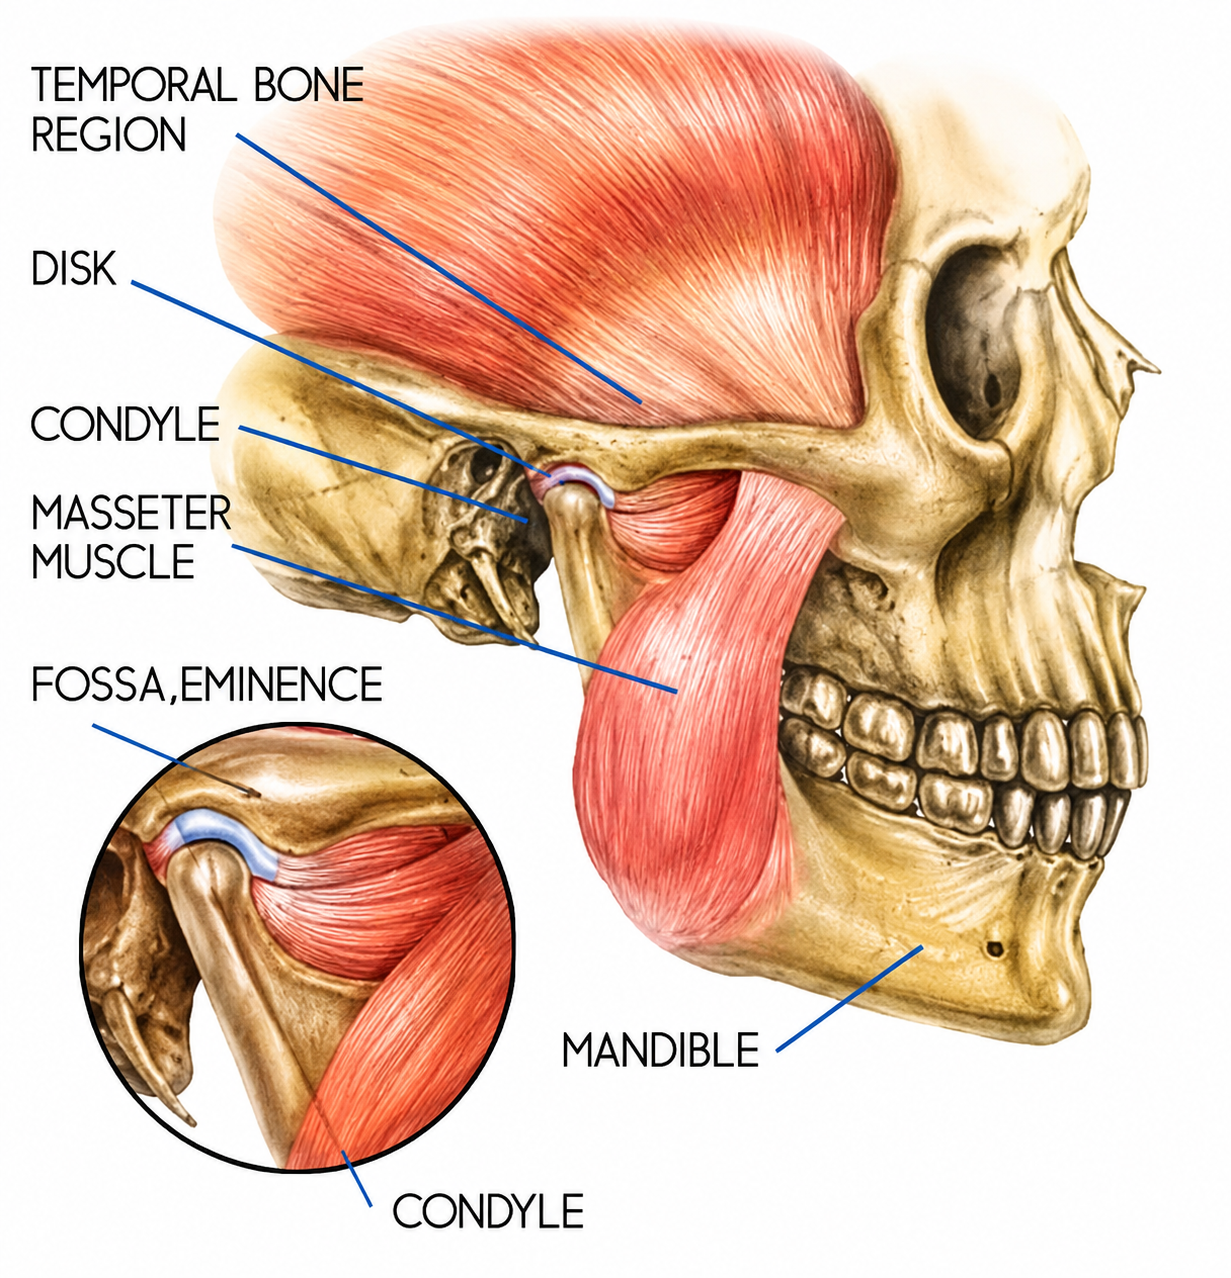 TEMPORAL BONE
REGION
DISK
CONDYLE
MASSETER
MUSCLE
FOSSA,EMINENCE
MANDIBLE
CONDYLE